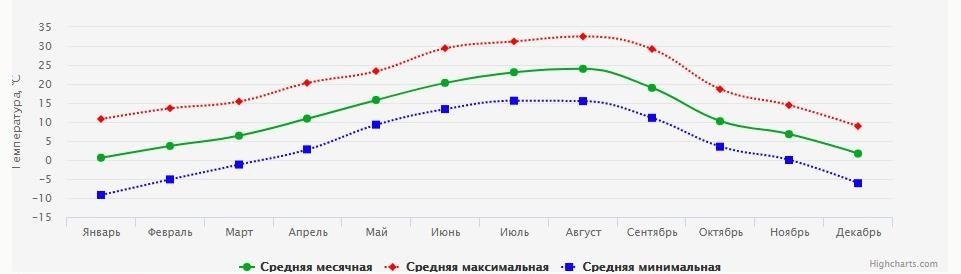 Температура, °C
35
30
25
20
15
10
5
0
−5
−10
−15
Январь Февраль Март Апрель Май Июнь Июль Август Сентябрь Октябрь Ноябрь Декабрь
Средняя месячная Средняя максимальная Средняя минимальная
Highcharts.com